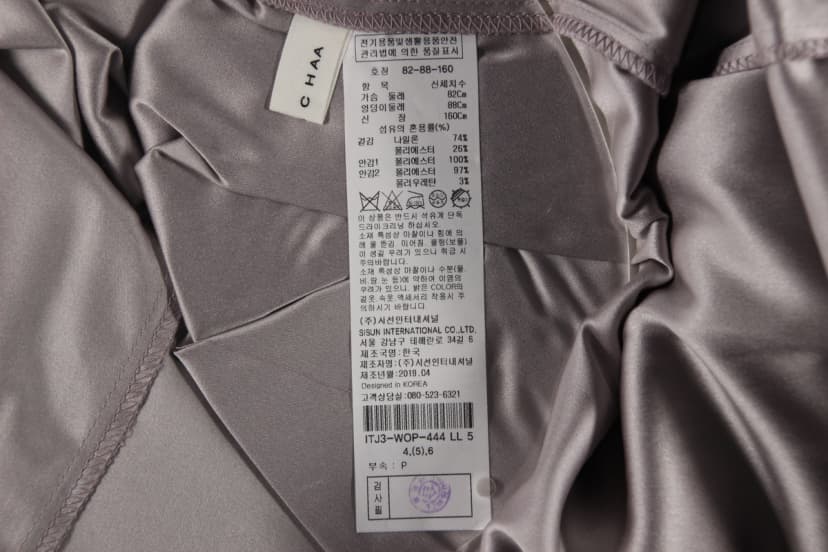 CHAA
전기용품및생활용품안전
관리법에 의한 품질표시
호칭 82-88-160
항 목 신체치수
가슴 둘레 82Cm
엉덩이둘레 88Cm
신 장 160Cm
섬유의 혼용률(%)
겉감 나일론 74%
폴리에스터 26%
안감1 폴리에스터 100%
안감2 폴리에스터 97%
폴리우레탄 3%
이 상품은 반드시 석유계 단독
드라이크리닝 하십시오.
소재 특성상 마찰이나 힘에 의
해 올 뜯김, 미어짐, 필링(보풀)
이 생길 우려가 있으니 취급 시
주의바랍니다.
소재 특성상 마찰이나 수분(물,
비,땀,눈 등)에 약하여 이염의
우려가 있으니, 밝은 COLOR의
겉옷,속옷,액세서리 착용시 주
의하시기 바랍니다.
(주)시선인터내셔널
SISUN INTERNATIONAL CO.,LTD.
서울 강남구 테헤란로 34길 6
제조국명:한국
제조자명:(주)시선인터내셔널
제조년월:2019.04
Designed in KOREA
고객상담실:080-523-6321
ITJ3-WOP-444 LL 5
4,(5),6
부속 : P
검
사
필